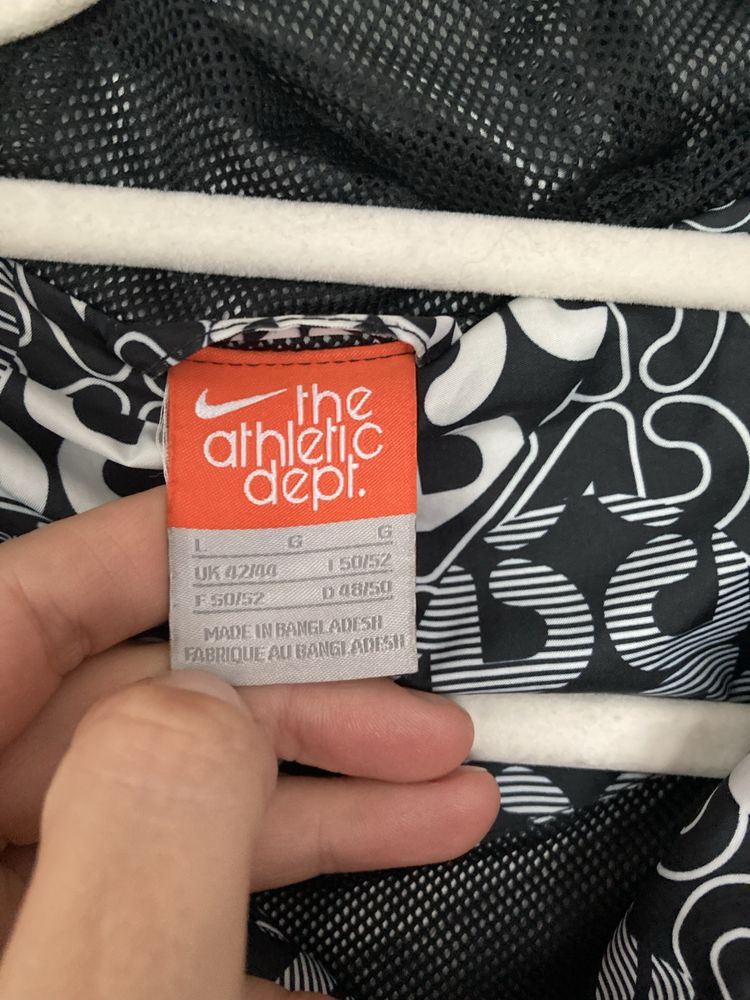 the
athletic
dept.
L G G
UK 42/44 I 50/52
F 50/52 D 48/50
MADE IN BANGLADESH
FABRIQUE AU BANGLADESH